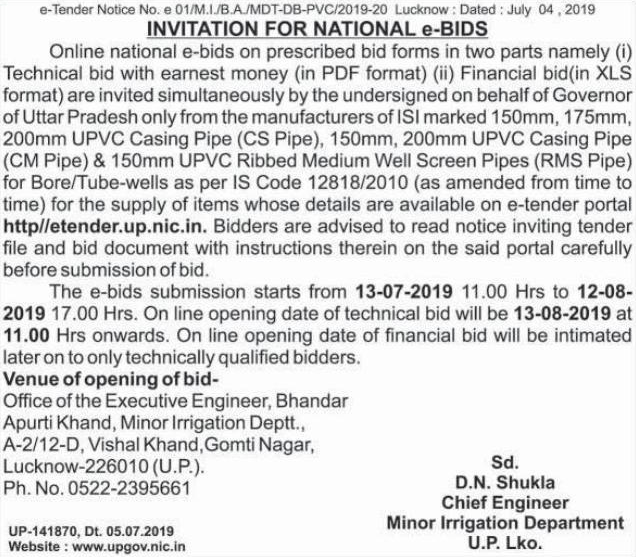 e-Tender Notice No. e 01/M.I./B.A./MDT-DB-PVC/2019-20 Lucknow : Dated : July 04 , 2019
INVITATION FOR NATIONAL e-BIDS
Online national e-bids on prescribed bid forms in two parts namely (i)
Technical bid with earnest money (in PDF format) (ii) Financial bid(in XLS
format) are invited simultaneously by the undersigned on behalf of Governor
of Uttar Pradesh only from the manufacturers of ISI marked 150mm, 175mm,
200mm UPVC Casing Pipe (CS Pipe), 150mm, 200mm UPVC Casing Pipe
(CM Pipe) & 150mm UPVC Ribbed Medium Well Screen Pipes (RMS Pipe)
for Bore/Tube-wells as per IS Code 12818/2010 (as amended from time to
time) for the supply of items whose details are available on e-tender portal
http//etender.up.nic.in. Bidders are advised to read notice inviting tender
file and bid document with instructions therein on the said portal carefully
before submission of bid.
The e-bids submission starts from 13-07-2019 11.00 Hrs to 12-08-
2019 17.00 Hrs. On line opening date of technical bid will be 13-08-2019 at
11.00 Hrs onwards. On line opening date of financial bid will be intimated
later on to only technically qualified bidders.
Venue of opening of bid-
Office of the Executive Engineer, Bhandar
Apurti Khand, Minor Irrigation Deptt.,
A-2/12-D, Vishal Khand,Gomti Nagar,
Lucknow-226010 (U.P.).
Ph. No. 0522-2395661
Sd.
D.N. Shukla
Chief Engineer
Minor Irrigation Department
U.P. Lko.
UP-141870, Dt. 05.07.2019
Website : www.upgov.nic.in